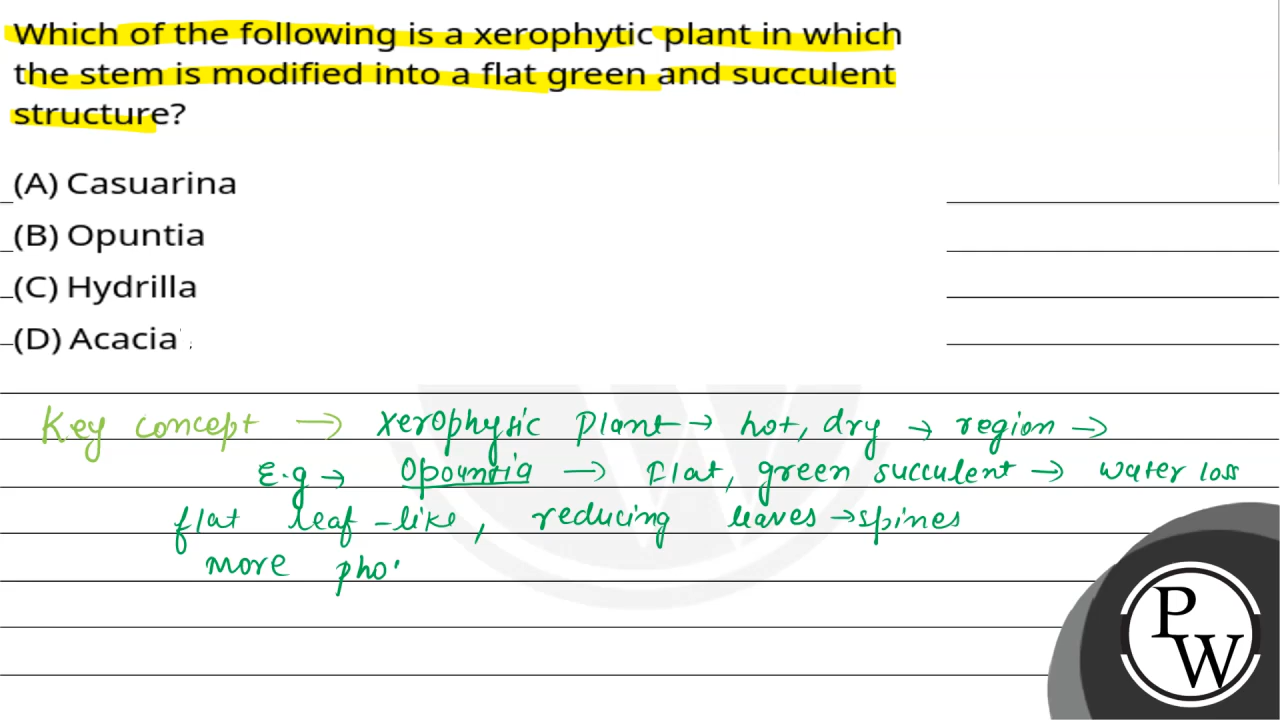 Which of the following is a xerophytic plant in which
the stem is modified into a flat green and succulent
structure?
(A) Casuarina
(B) Opuntia
(C) Hydrilla
(D) Acacia
Key concept → Xerophytic Plant → hot, dry → region →
E.g → Opountia → Flat, green succulent → water loss
flat leaf-like, reducing leaves → spines
more pho
PW